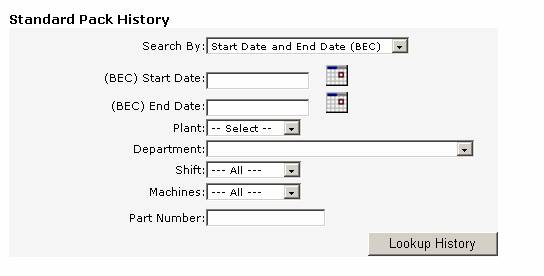 Standard Pack History
Search By: Start Date and End Date (BEC)
(BEC) Start Date:
(BEC) End Date:
Plant: -- Select --
Department:
Shift: --- All ---
Machines: --- All ---
Part Number:
Lookup History